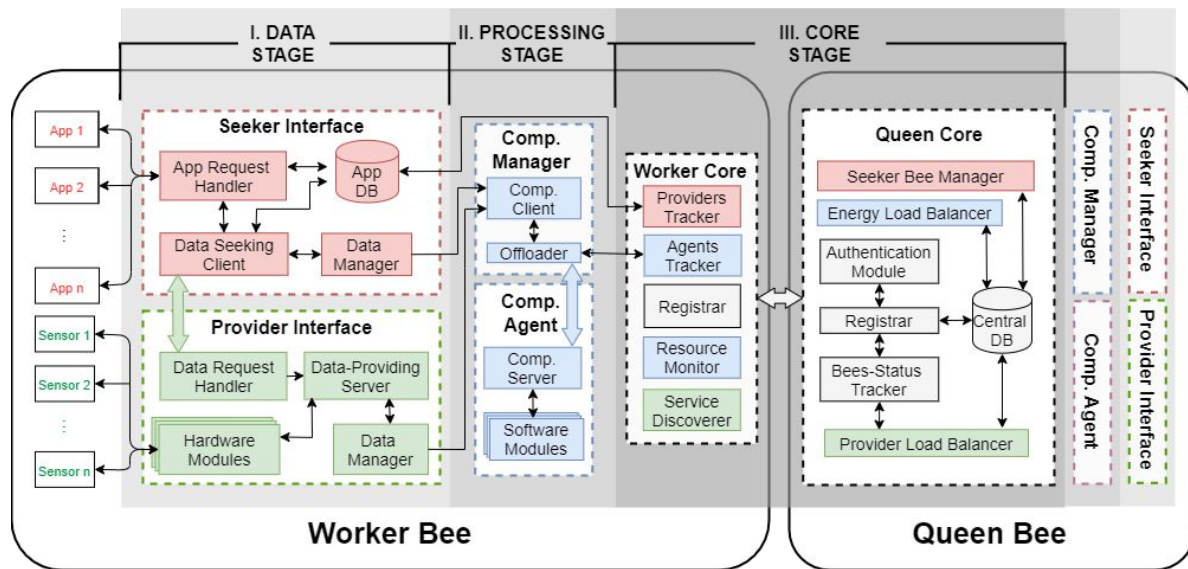 I. DATA
STAGE
II. PROCESSING
STAGE
III. CORE
STAGE
App 1
App 2
...
App n
Sensor 1
Sensor 2
...
Sensor n
Seeker Interface
App Request
Handler
App
DB
Data Seeking
Client
Data
Manager
Provider Interface
Data Request
Handler
Data-Providing
Server
Hardware
Modules
Data
Manager
Comp.
Manager
Comp.
Client
Offloader
Comp.
Agent
Comp.
Server
Software
Modules
Worker Core
Providers
Tracker
Agents
Tracker
Registrar
Resource
Monitor
Service
Discoverer
Queen Core
Seeker Bee Manager
Energy Load Balancer
Authentication
Module
Registrar
Central
DB
Bees-Status
Tracker
Provider Load Balancer
Comp. Manager
Comp. Agent
Seeker Interface
Provider Interface
Worker Bee
Queen Bee